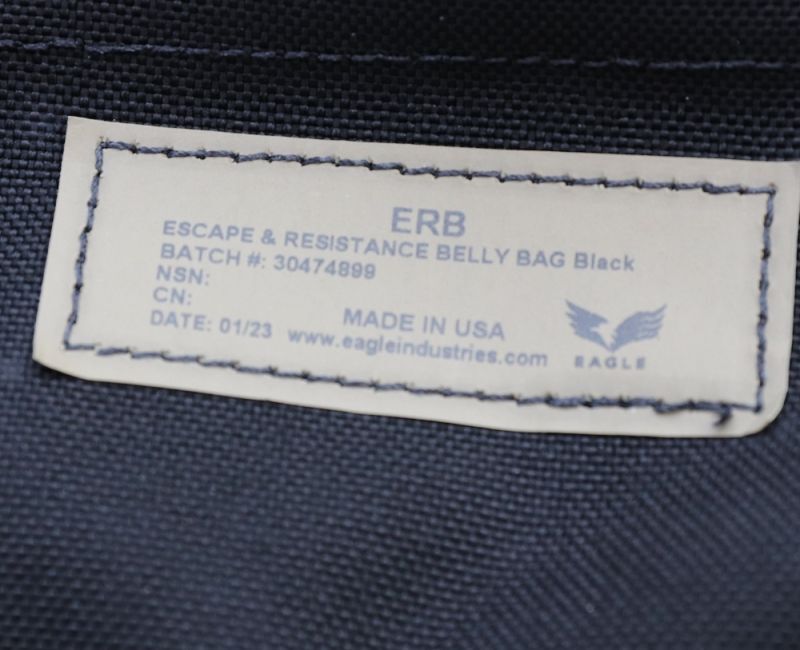 ERB
ESCAPE & RESISTANCE BELLY BAG Black
BATCH #: 30474899
NSN:
CN:
DATE: 01/23
MADE IN USA
www.eagleindustries.com
EAGLE